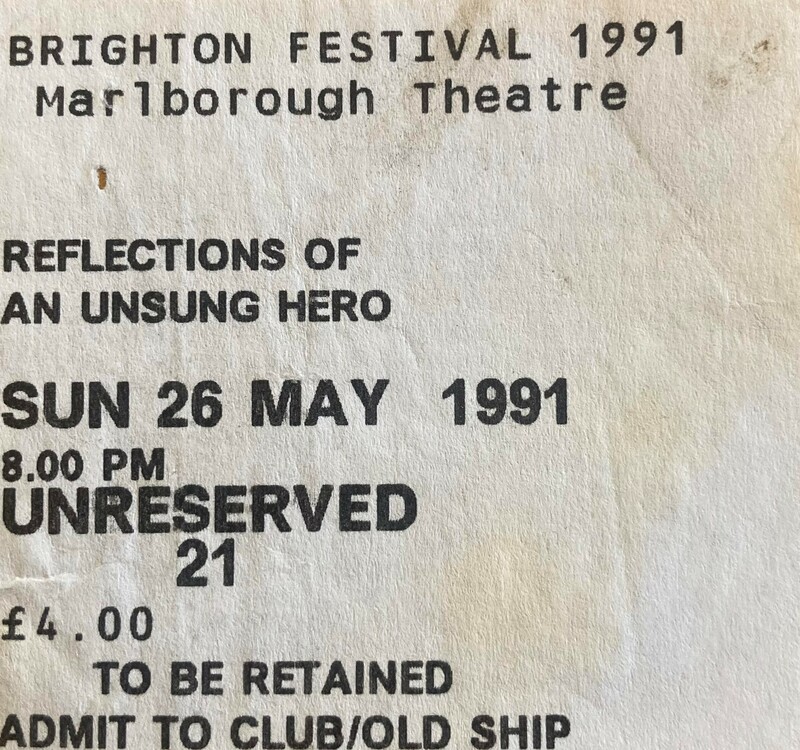 BRIGHTON FESTIVAL 1991
Marlborough Theatre
REFLECTIONS OF
AN UNSUNG HERO
SUN 26 MAY 1991
8.00 PM
UNRESERVED
21
£4.00
TO BE RETAINED
ADMIT TO CLUB/OLD SHIP